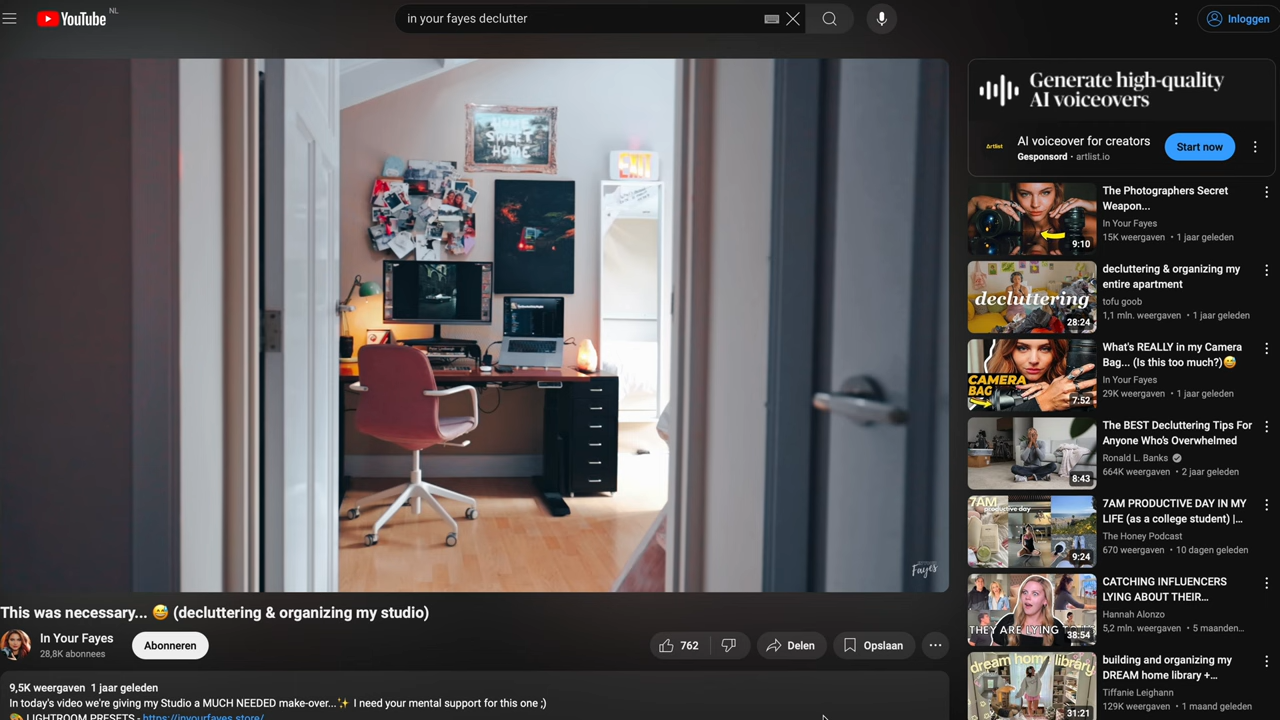 YouTube NL
in your fayes declutter
Inloggen
HOME
SWEET
HOME
EXIT
Fayes
This was necessary... 😅 (decluttering & organizing my studio)
In Your Fayes
28,8K abonnees
Abonneren
762
Delen
Opslaan
9,5K weergaven 1 jaar geleden
In today's video we're giving my Studio a MUCH NEEDED make-over...✨ I need your mental support for this one ;)
LIGHTROOM PRESETS - https://inyourfayes.store/
Generate high-quality
AI voiceovers
Artlist
AI voiceover for creators
Gesponsord · artlist.io
Start now
9:10
The Photographers Secret
Weapon...
In Your Fayes
15K weergaven • 1 jaar geleden
decluttering
28:24
decluttering & organizing my
entire apartment
tofu goob
1,1 mln. weergaven • 1 jaar geleden
CAMERA
BAG
7:52
What's REALLY in my Camera
Bag... (Is this too much?)😅
In Your Fayes
29K weergaven • 1 jaar geleden
8:43
The BEST Decluttering Tips For
Anyone Who's Overwhelmed
Ronald L. Banks
664K weergaven • 2 jaar geleden
7AM
productive day
9:24
7AM PRODUCTIVE DAY IN MY
LIFE (as a college student) |...
The Honey Podcast
670 weergaven • 10 dagen geleden
THEY ARE LYING TO
38:54
CATCHING INFLUENCERS
LYING ABOUT THEIR...
Hannah Alonzo
5,2 mln. weergaven • 5 maanden...
dream home library
31:21
building and organizing my
DREAM home library +...
Tiffanie Leighann
129K weergaven • 1 maand geleden